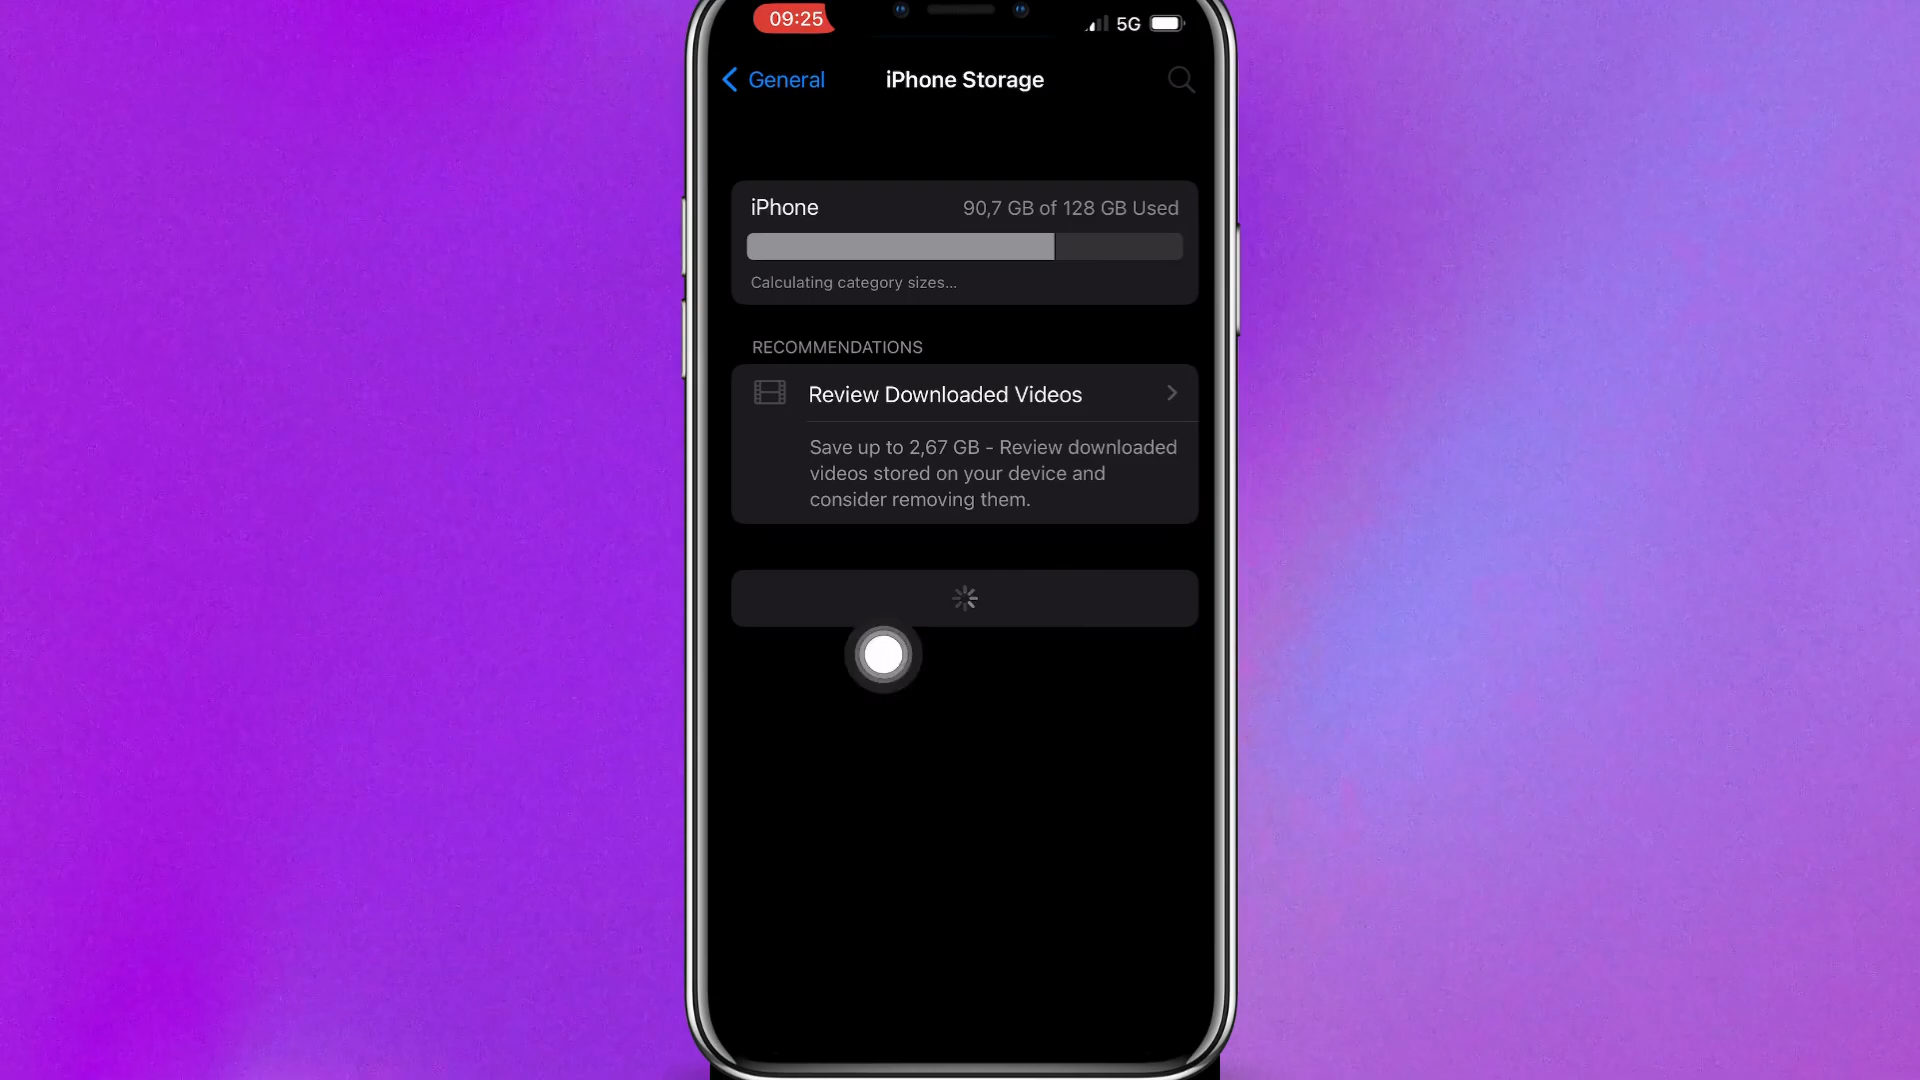 09:25
5G
General
iPhone Storage
iPhone
90,7 GB of 128 GB Used
Calculating category sizes...
RECOMMENDATIONS
Review Downloaded Videos
Save up to 2,67 GB - Review downloaded
videos stored on your device and
consider removing them.